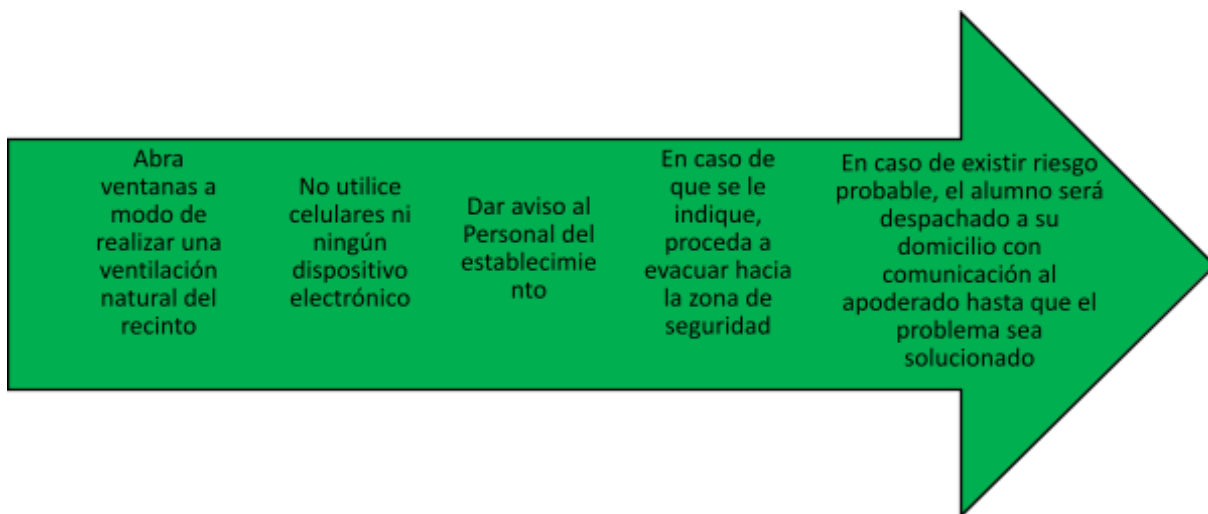 Abra
ventanas a
modo de
realizar una
ventilación
natural del
recinto
No utilice
celulares ni
ningún
dispositivo
electrónico
Dar aviso al
Personal del
establecimie
nto
En caso de
que se le
indique,
proceda a
evacuar hacia
la zona de
seguridad
En caso de existir riesgo
probable, el alumno será
despachado a su
domicilio con
comunicación al
apoderado hasta que el
problema sea
solucionado